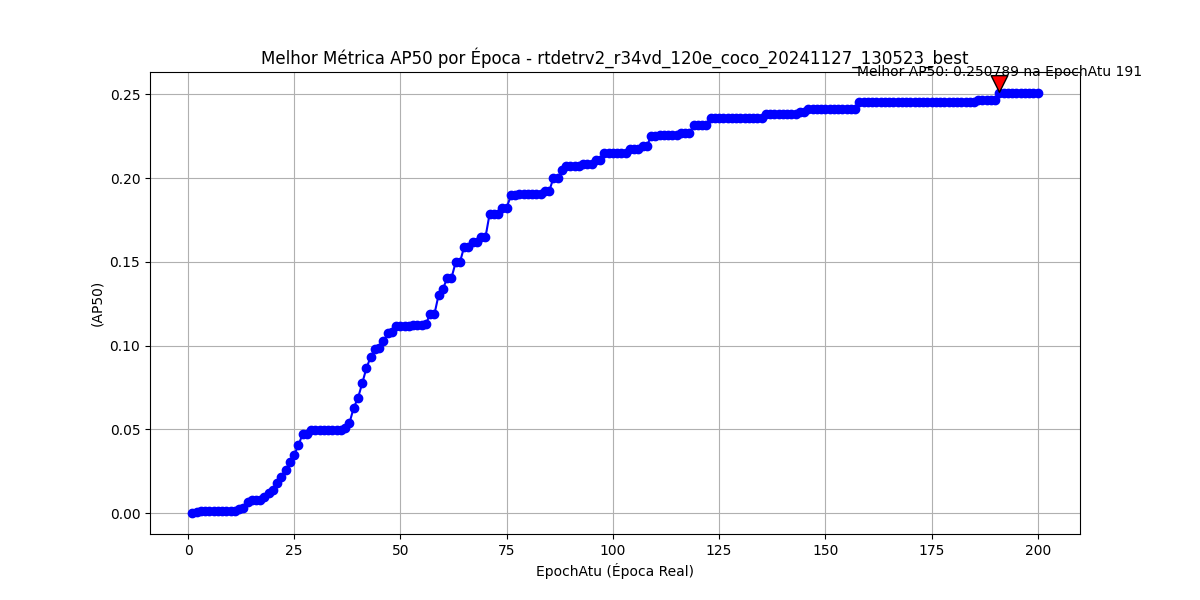 Melhor Métrica AP50 por Época - rtdetrv2_r34vd_120e_coco_20241127_130523_best
Melhor AP50: 0.250789 na EpochAtu 191
0.25
0.20
0.15
0.10
0.05
0.00
(AP50)
0 25 50 75 100 125 150 175 200
EpochAtu (Época Real)